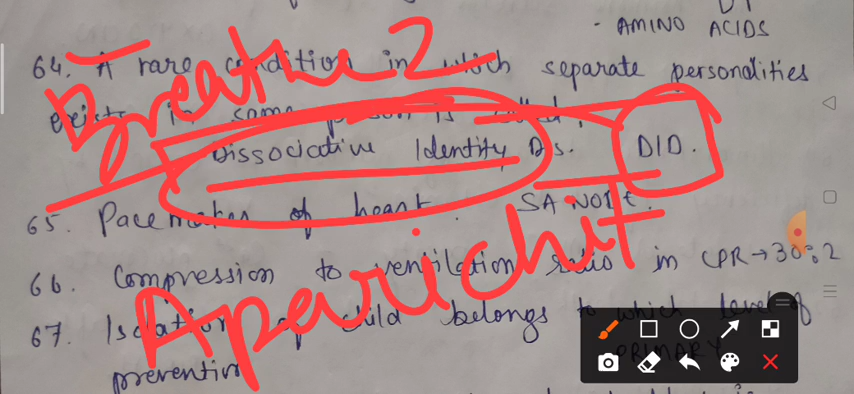 - AMINO ACIDS
64. A rare condition in which separate personalities
exists in same person is called,
Dissociative Identity Dis. DID.
65. Pacemaker of heart. SA NODE.
66. Compression to ventilation ratio in CPR→30:2
67. Isolation of child belongs to which level of
prevention PRIMARY
Breathe 2
Aparichit